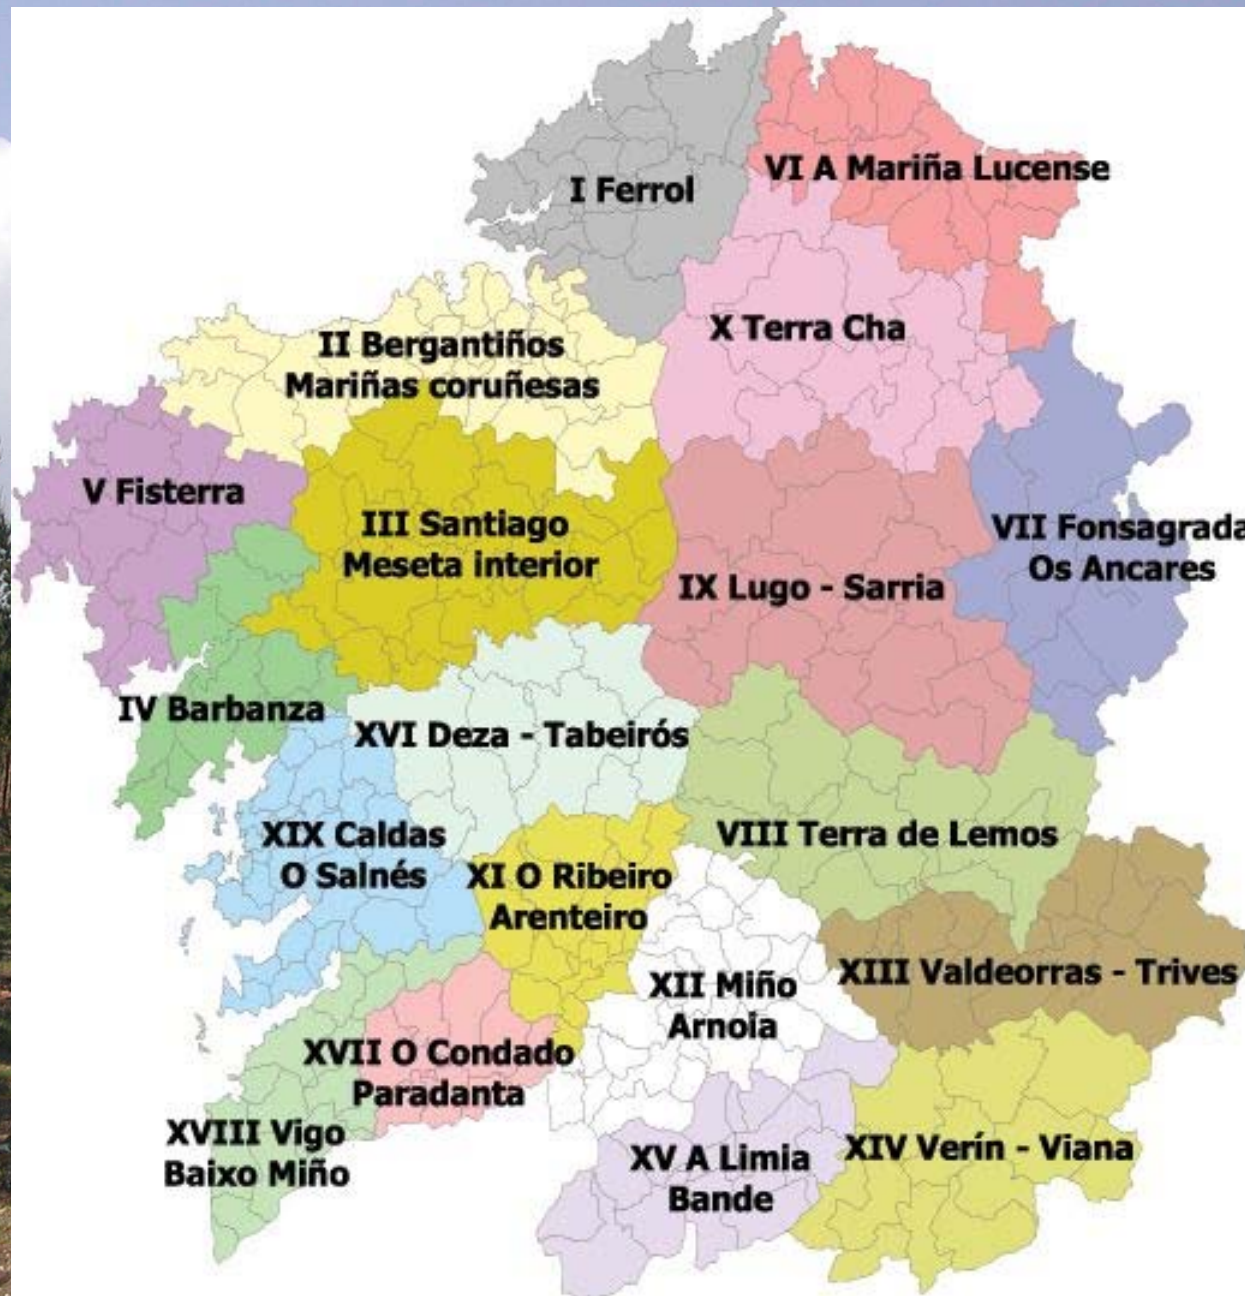 I Ferrol
VI A Mariña Lucense
II Bergantiños
Mariñas coruñesas
X Terra Cha
V Fisterra
III Santiago
Meseta interior
VII Fonsagrada
Os Ancares
IX Lugo - Sarria
IV Barbanza
XVI Deza - Tabeirós
XIX Caldas
O Salnés
XI O Ribeiro
Arenteiro
VIII Terra de Lemos
XII Miño
Arnoia
XIII Valdeorras - Trives
XVII O Condado
Paradanta
XVIII Vigo
Baixo Miño
XV A Limia
Bande
XIV Verín - Viana